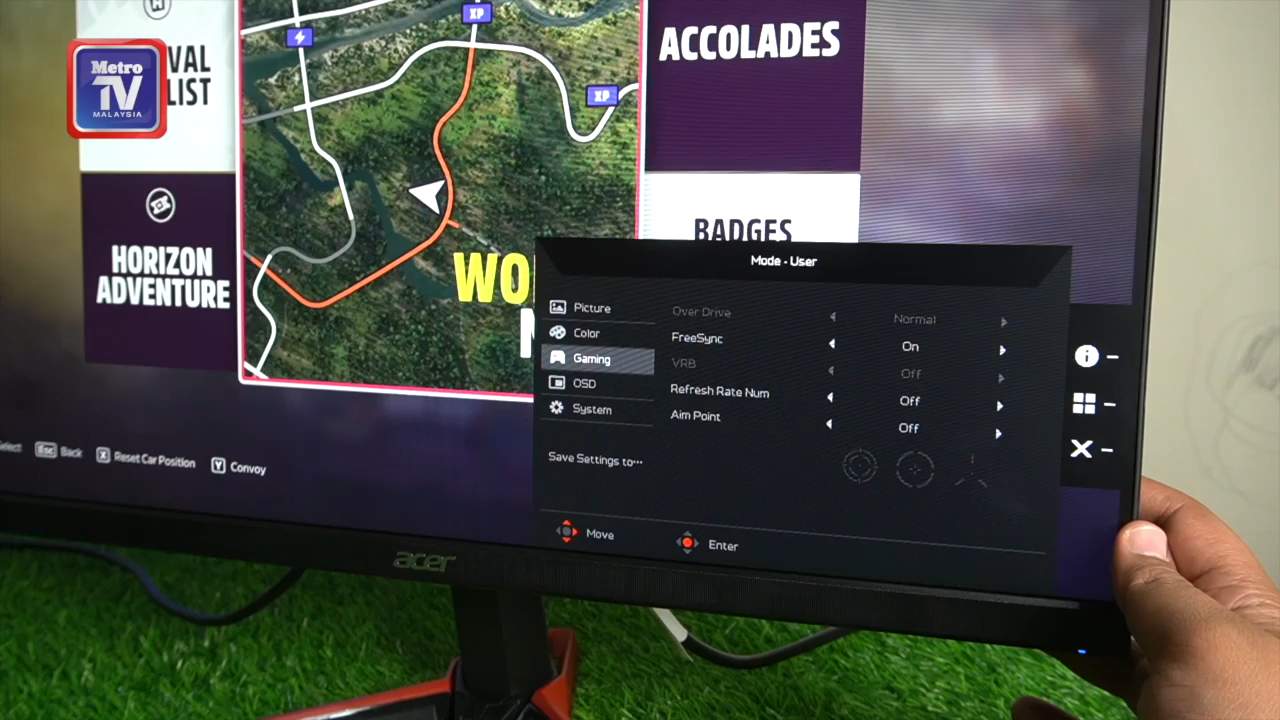 Metro
TV
MALAYSIA
VAL
LIST
HORIZON
ADVENTURE
XP
XP
WO
ACCOLADES
BADGES
Mode - User
Picture
Color
Gaming
OSD
System
Over Drive Normal
FreeSync On
VRB Off
Refresh Rate Num Off
Aim Point Off
Save Settings to...
Move
Enter
Esc Back
X Reset Car Position
Y Convoy
acer